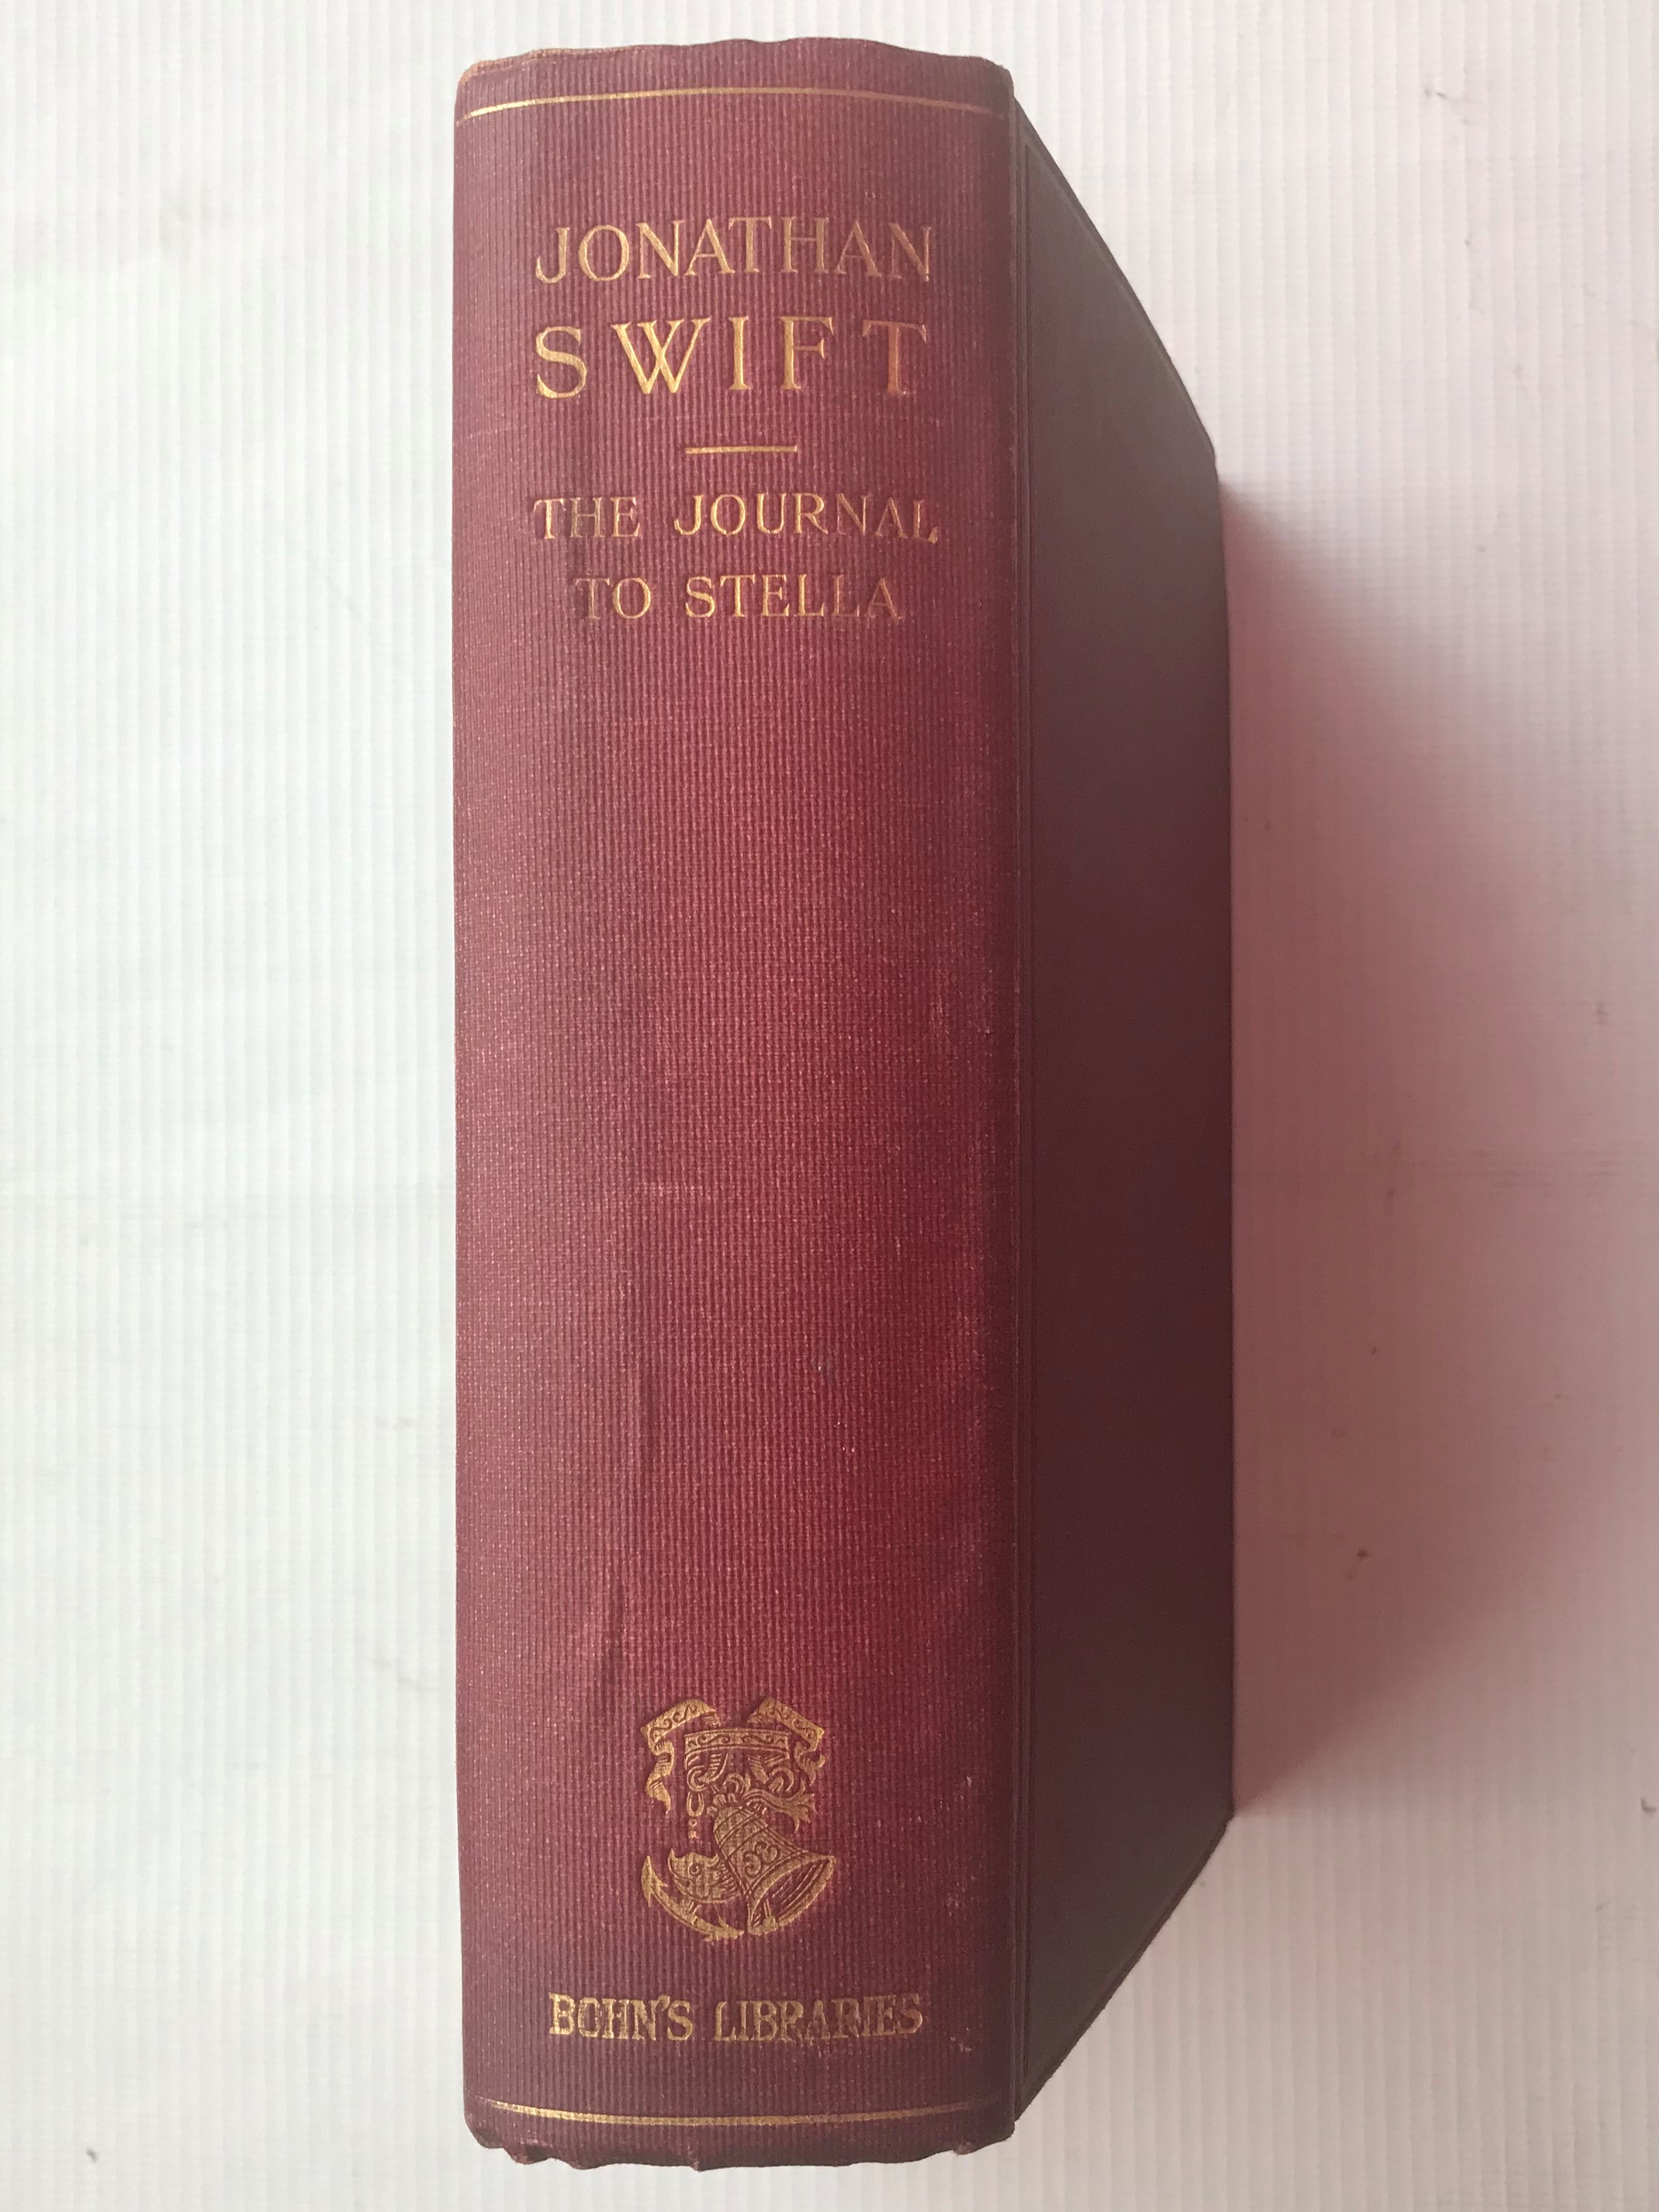 JONATHAN
SWIFT
THE JOURNAL
TO STELLA
BOHN'S LIBRARIES